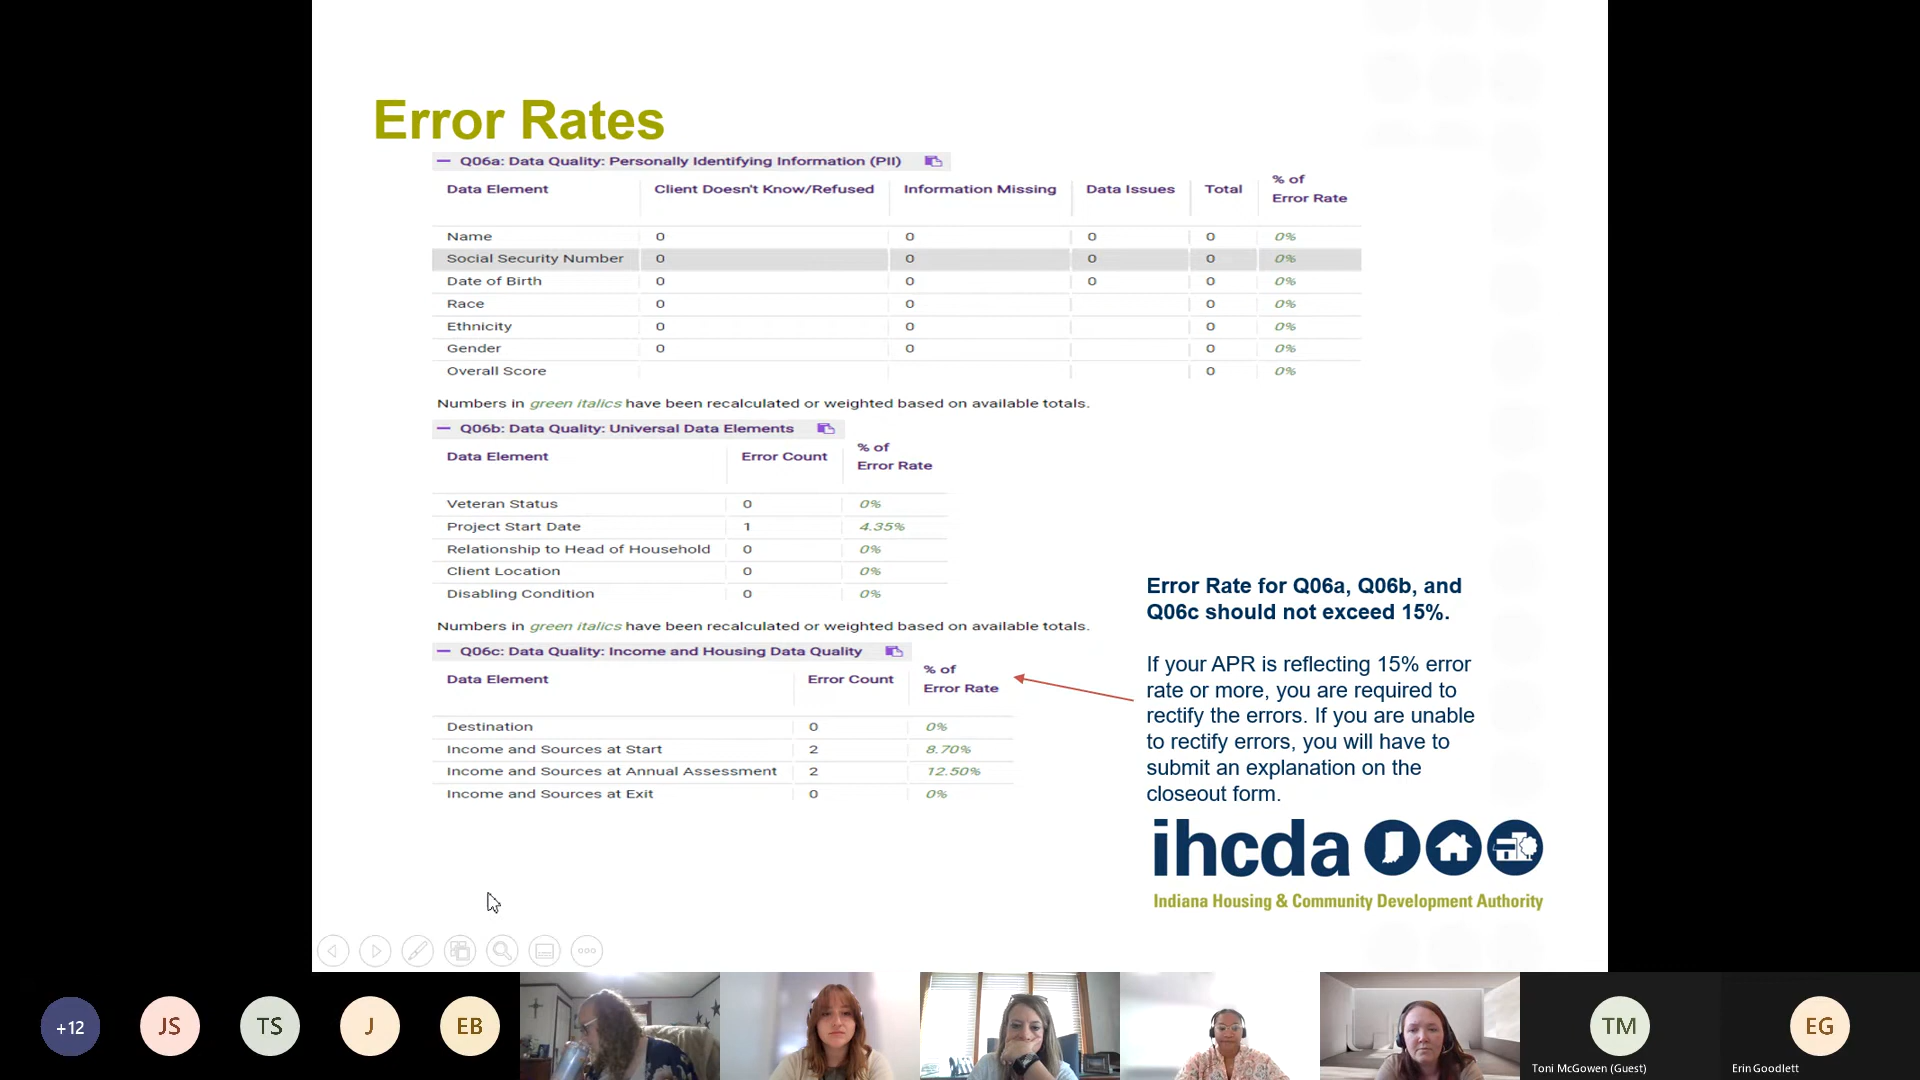 Error Rates
Q06a: Data Quality: Personally Identifying Information (PII)
Data Element Client Doesn't Know/Refused Information Missing Data Issues Total % of Error Rate
Name 0 0 0 0 0%
Social Security Number 0 0 0 0 0%
Date of Birth 0 0 0 0 0%
Race 0 0 0 0%
Ethnicity 0 0 0 0%
Gender 0 0 0 0%
Overall Score 0 0%
Numbers in green italics have been recalculated or weighted based on available totals.
Q06b: Data Quality: Universal Data Elements
Data Element Error Count % of Error Rate
Veteran Status 0 0%
Project Start Date 1 4.35%
Relationship to Head of Household 0 0%
Client Location 0 0%
Disabling Condition 0 0%
Numbers in green italics have been recalculated or weighted based on available totals.
Q06c: Data Quality: Income and Housing Data Quality
Data Element Error Count % of Error Rate
Destination 0 0%
Income and Sources at Start 2 8.70%
Income and Sources at Annual Assessment 2 12.50%
Income and Sources at Exit 0 0%
Error Rate for Q06a, Q06b, and
Q06c should not exceed 15%.
If your APR is reflecting 15% error
rate or more, you are required to
rectify the errors. If you are unable
to rectify errors, you will have to
submit an explanation on the
closeout form.
ihcda
Indiana Housing & Community Development Authority
+12 JS TS J EB TM EG
Toni McGowen (Guest) Erin Goodlett